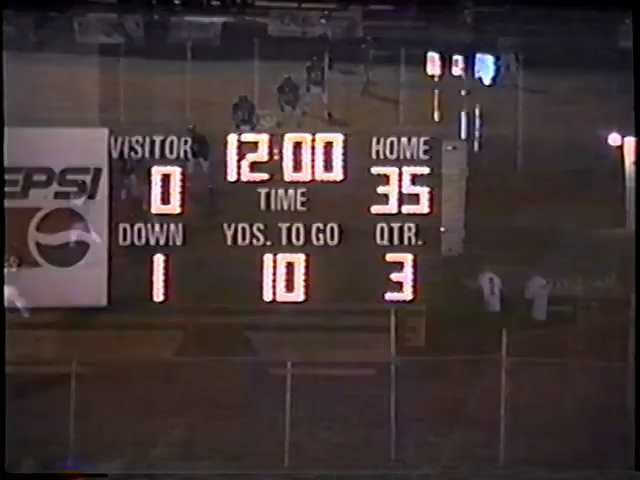 VISITOR 12:00 HOME
0 TIME 35
DOWN YDS. TO GO QTR.
1 10 3
EPSI